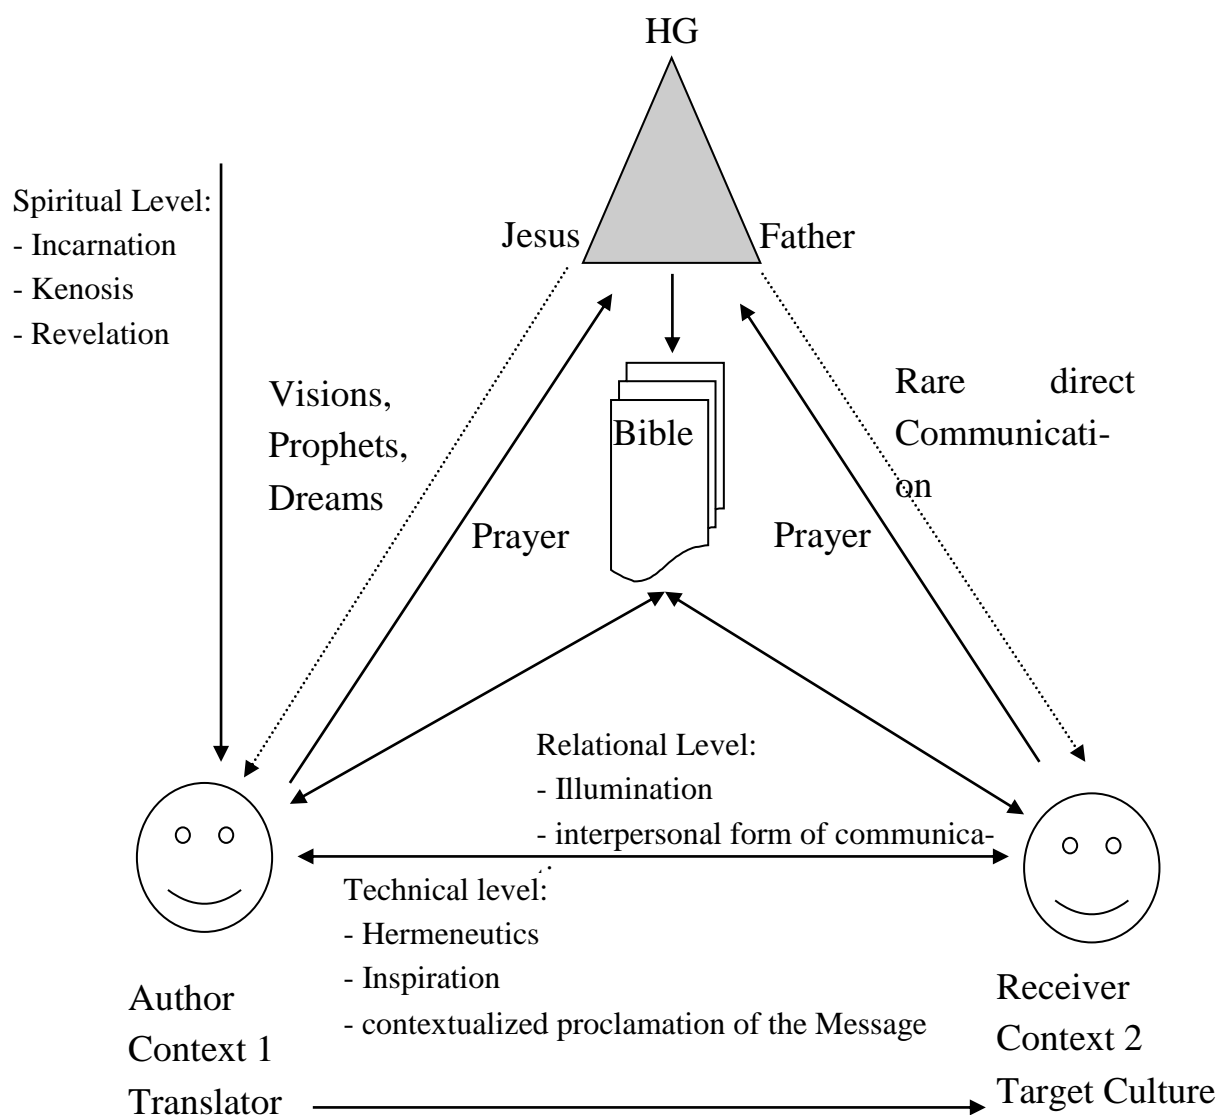 HG
Spiritual Level:
- Incarnation
- Kenosis
- Revelation
Jesus
Father
Visions,
Prophets,
Dreams
Bible
Rare direct
Communicati-
on
Prayer
Prayer
Relational Level:
- Illumination
- interpersonal form of communica-
Technical level:
- Hermeneutics
- Inspiration
- contextualized proclamation of the Message
Author
Context 1
Translator
Receiver
Context 2
Target Culture